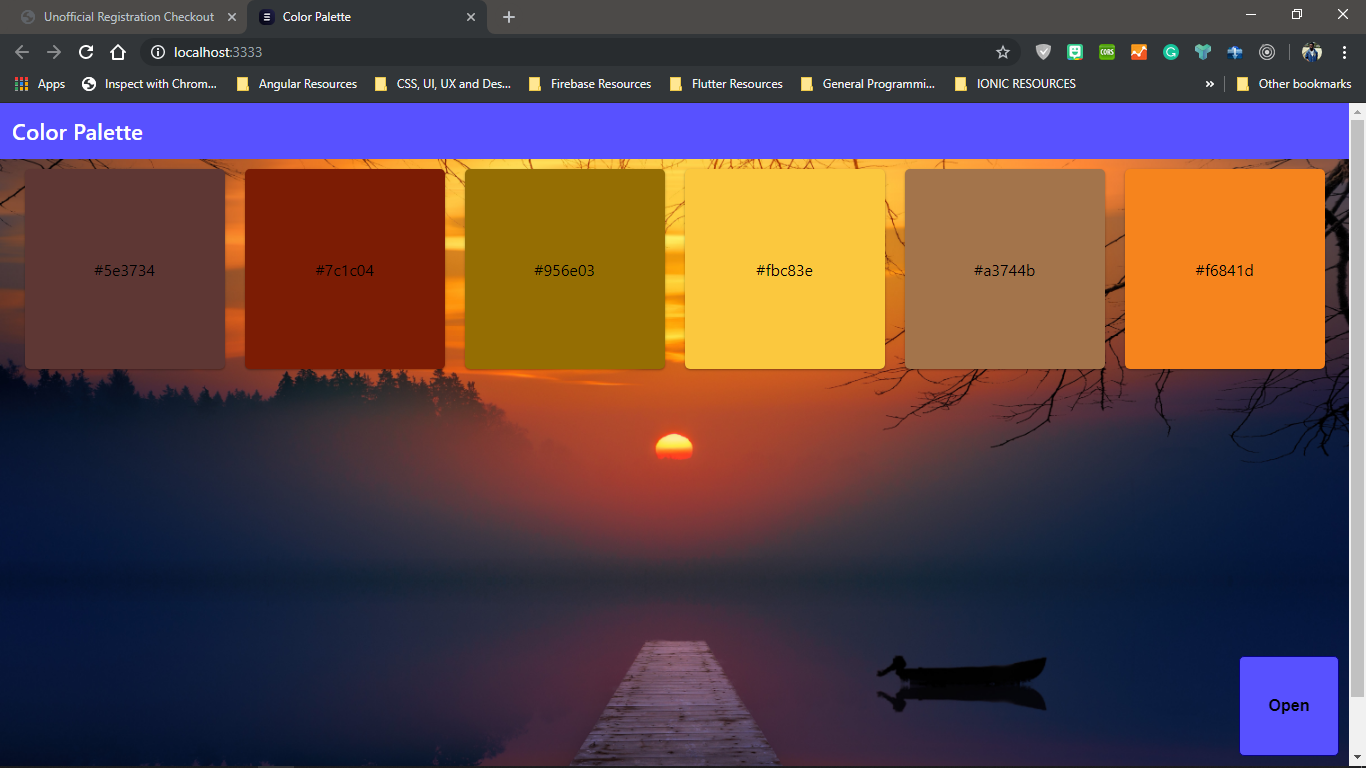 Unofficial Registration Checkout
Color Palette
localhost:3333
CORS
Apps
Inspect with Chrom...
Angular Resources
CSS, UI, UX and Des...
Firebase Resources
Flutter Resources
General Programmi...
IONIC RESOURCES
»
Other bookmarks
Color Palette
#5e3734
#7c1c04
#956e03
#fbc83e
#a3744b
#f6841d
Open